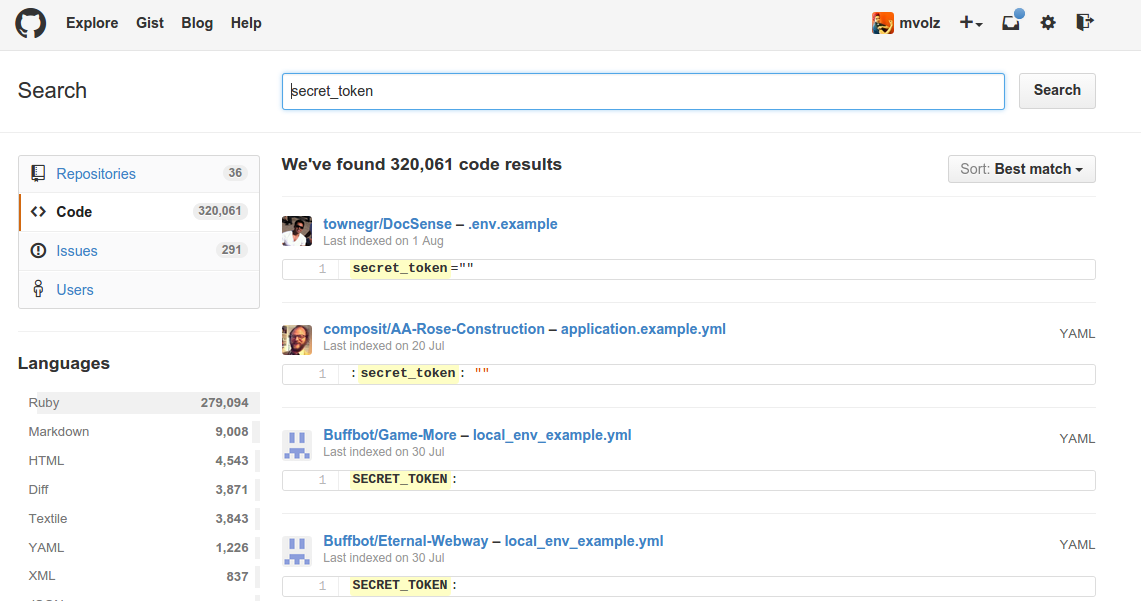 Explore Gist Blog Help mvolz
Search secret_token Search
Repositories 36
Code 320,061
Issues 291
Users
Languages
Ruby 279,094
Markdown 9,008
HTML 4,543
Diff 3,871
Textile 3,843
YAML 1,226
XML 837
We've found 320,061 code results Sort: Best match
townegr/DocSense – .env.example
Last indexed on 1 Aug
1 secret_token=""
composit/AA-Rose-Construction – application.example.yml YAML
Last indexed on 20 Jul
1 :secret_token: ""
Buffbot/Game-More – local_env_example.yml YAML
Last indexed on 30 Jul
1 SECRET_TOKEN:
Buffbot/Eternal-Webway – local_env_example.yml YAML
Last indexed on 30 Jul
1 SECRET_TOKEN: